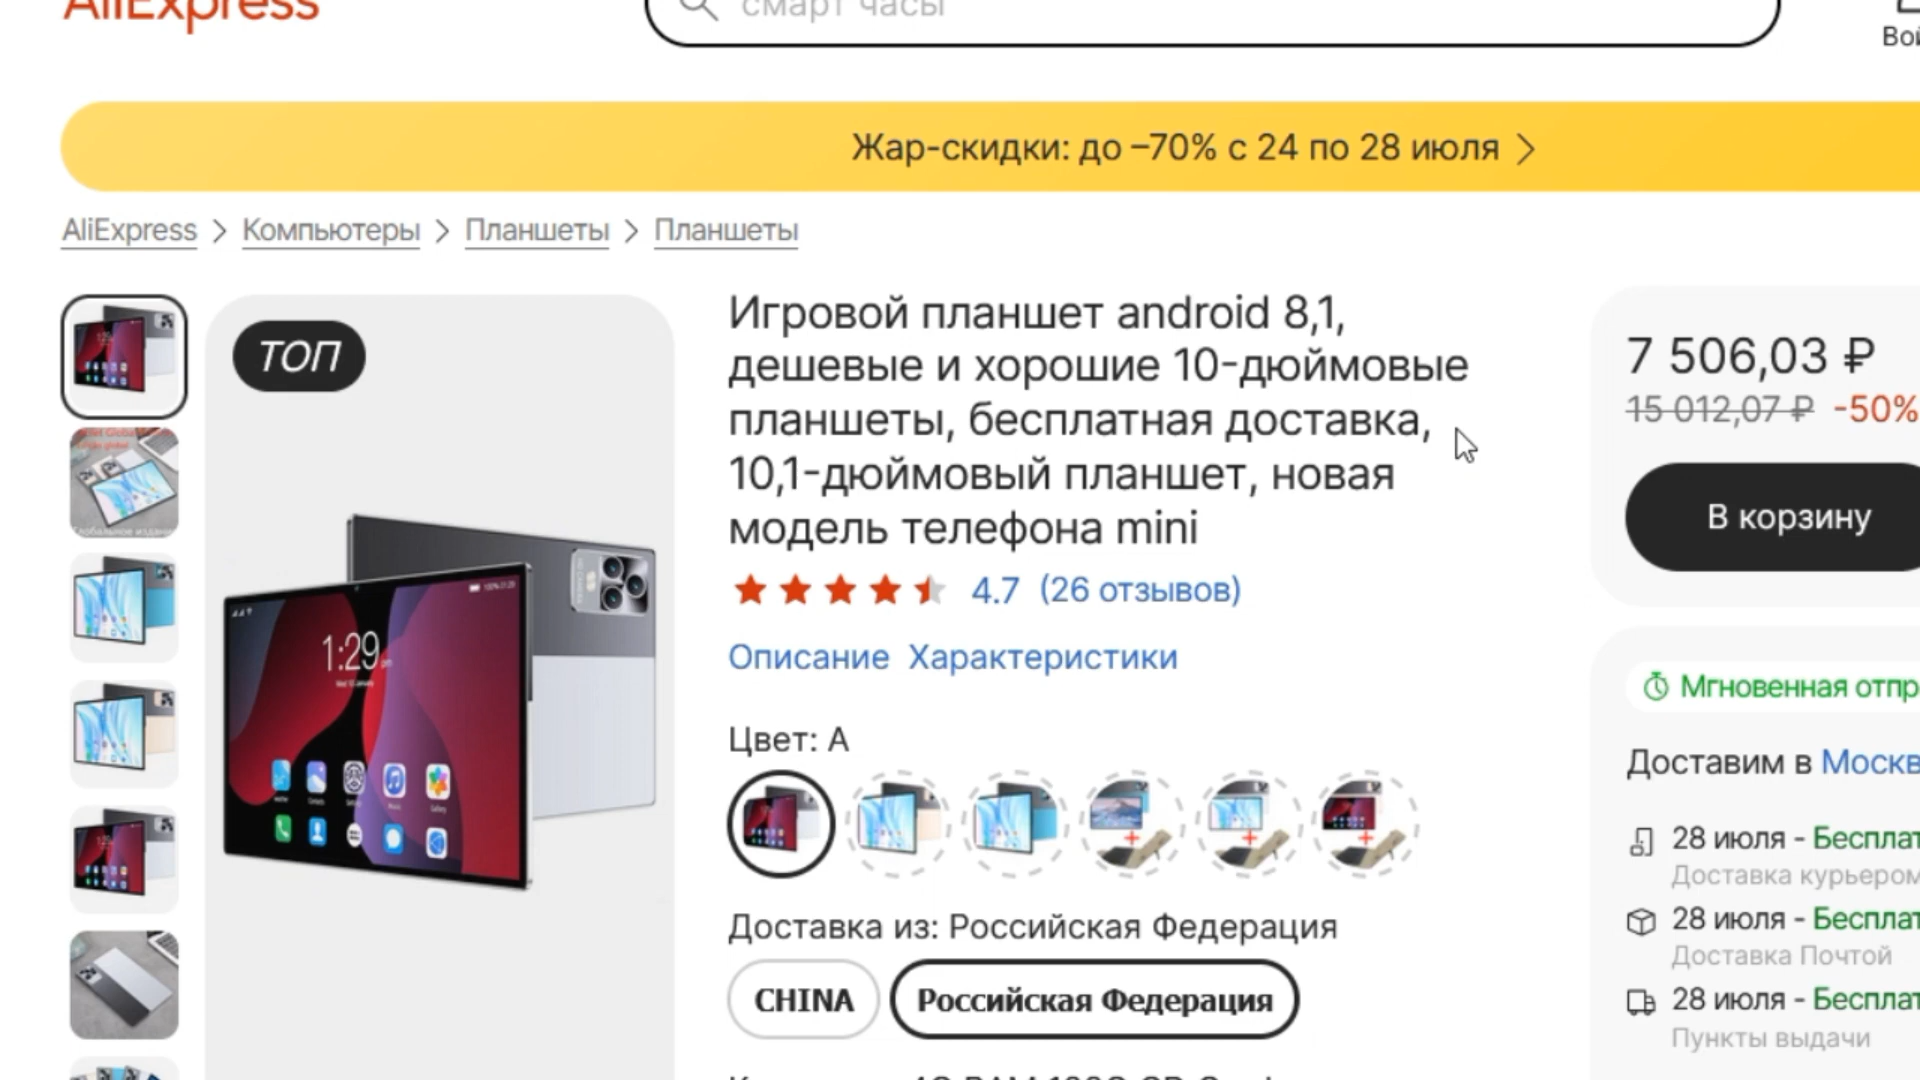 AliExpress
смарт часы
Жар-скидки: до –70% с 24 по 28 июля
AliExpress > Компьютеры > Планшеты > Планшеты
ТОП
Игровой планшет android 8,1,
дешевые и хорошие 10-дюймовые
планшеты, бесплатная доставка,
10,1-дюймовый планшет, новая
модель телефона mini
4.7 (26 отзывов)
Описание Характеристики
Цвет: A
Доставка из: Российская Федерация
CHINA
Российская Федерация
1:29
7 506,03 ₽
15 012,07 ₽ -50%
В корзину
Мгновенная отпр
Доставим в Москв
28 июля - Бесплат
Доставка курьером
28 июля - Бесплат
Доставка Почтой
28 июля - Бесплат
Пункты выдачи